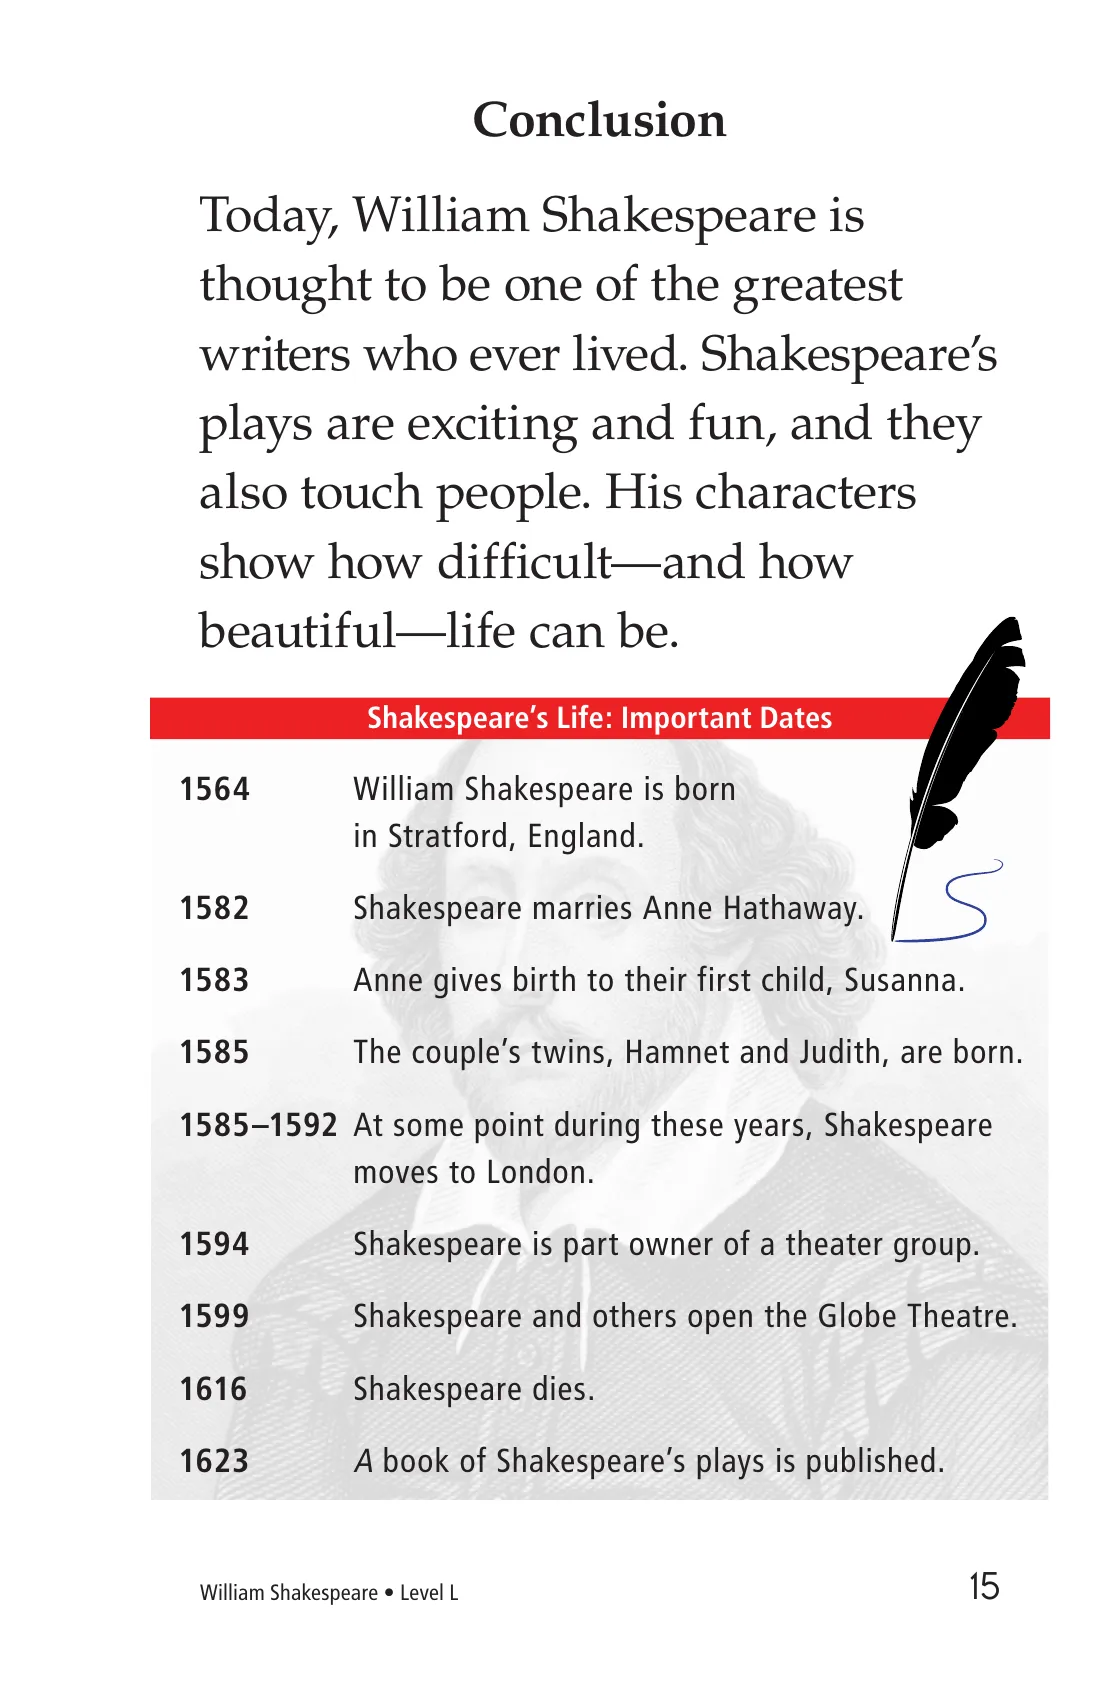 Conclusion
Today, William Shakespeare is
thought to be one of the greatest
writers who ever lived. Shakespeare’s
plays are exciting and fun, and they
also touch people. His characters
show how difficult—and how
beautiful—life can be.
Shakespeare’s Life: Important Dates
1564 William Shakespeare is born
in Stratford, England.
1582 Shakespeare marries Anne Hathaway.
1583 Anne gives birth to their first child, Susanna.
1585 The couple’s twins, Hamnet and Judith, are born.
1585–1592 At some point during these years, Shakespeare
moves to London.
1594 Shakespeare is part owner of a theater group.
1599 Shakespeare and others open the Globe Theatre.
1616 Shakespeare dies.
1623 A book of Shakespeare’s plays is published.
William Shakespeare • Level L 15